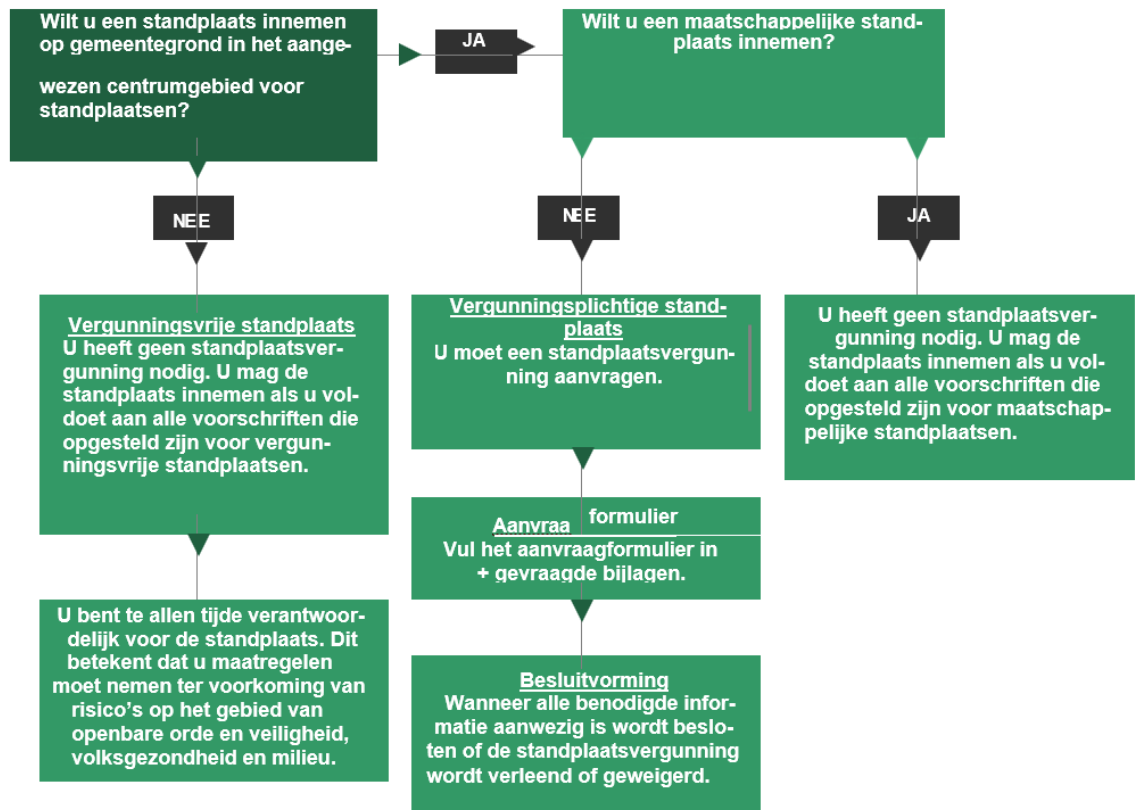 Wilt u een standplaats innemen
op gemeentegrond in het aange-
wezen centrumgebied voor
standplaatsen?
JA
Wilt u een maatschappelijke stand-
plaats innemen?
NEE
NEE
JA
Vergunningsvrije standplaats
U heeft geen standplaatsver-
gunning nodig. U mag de
standplaats innemen als u vol-
doet aan alle voorschriften die
opgesteld zijn voor vergun-
ningsvrije standplaatsen.
Vergunningsplichtige stand-
plaats
U moet een standplaatsvergun-
ning aanvragen.
U heeft geen standplaatsver-
gunning nodig. U mag de
standplaats innemen als u vol-
doet aan alle voorschriften die
opgesteld zijn voor maatschap-
pelijke standplaatsen.
Aanvraa formulier
Vul het aanvraagformulier in
+ gevraagde bijlagen.
U bent te allen tijde verantwoor-
delijk voor de standplaats. Dit
betekent dat u maatregelen
moet nemen ter voorkoming van
risico's op het gebied van
openbare orde en veiligheid,
volksgezondheid en milieu.
Besluitvorming
Wanneer alle benodigde infor-
matie aanwezig is wordt beslo-
ten of de standplaatsvergunning
wordt verleend of geweigerd.